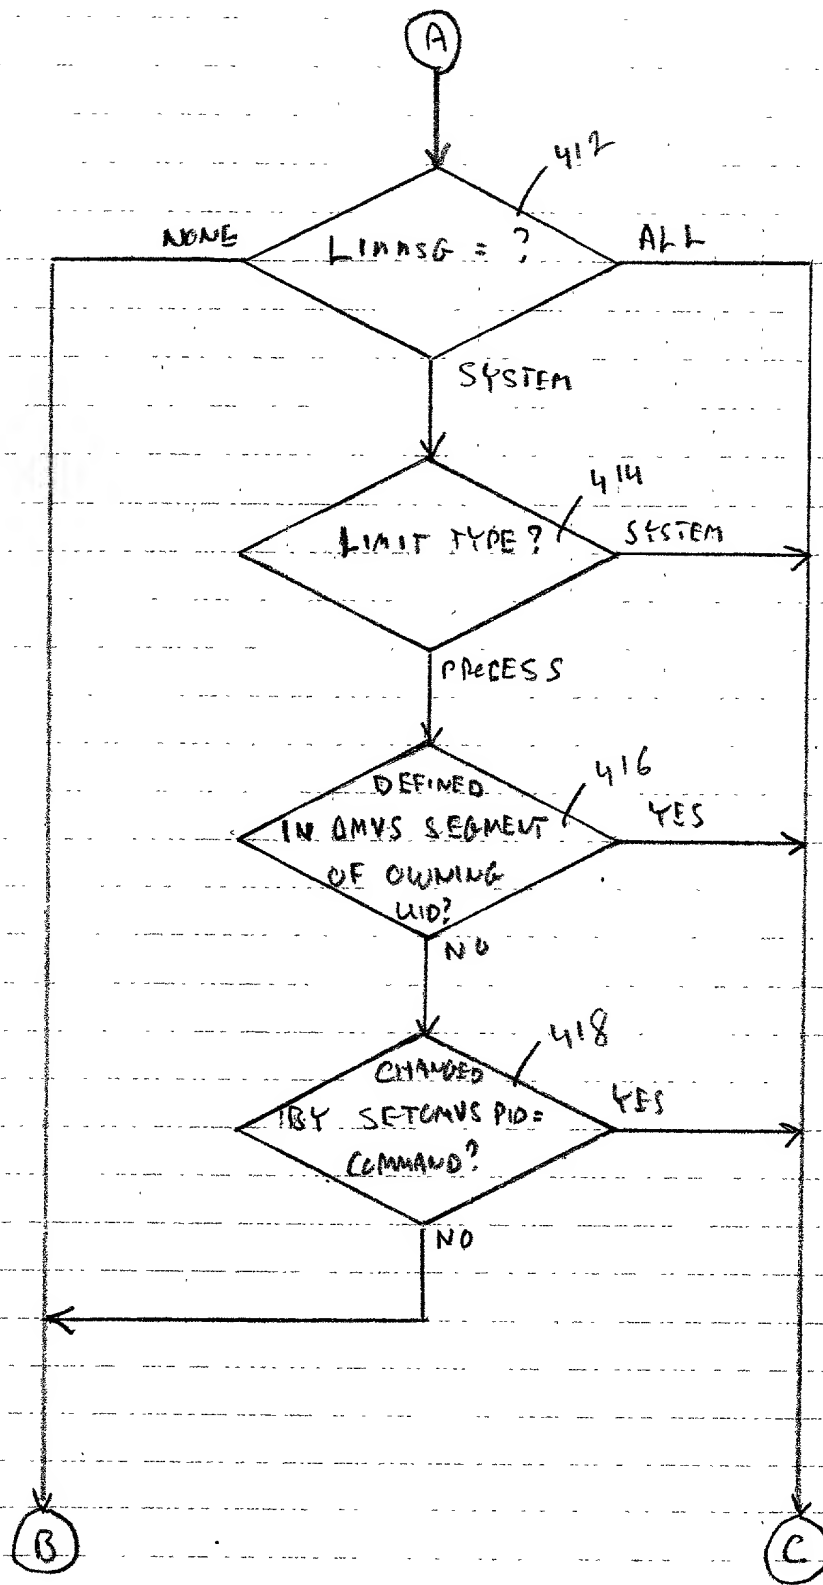 A
412
NONE
LIMMSG = ?
ALL
SYSTEM
414
LIMIT TYPE?
SYSTEM
PROCESS
416
DEFINED
IN OMVS SEGMENT
OF OWNING
UID?
YES
NO
418
CHANGED
BY SETOMVS PID=
COMMAND?
YES
NO
B
C